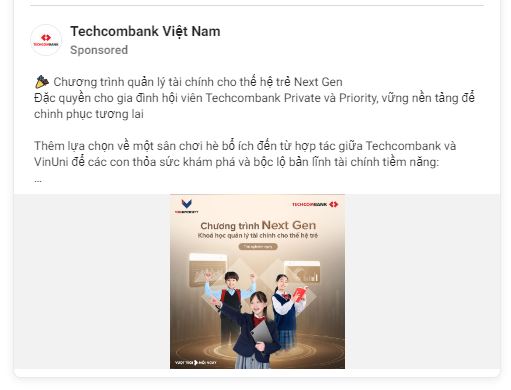 Techcombank Việt Nam
TECHCOMBANK
Sponsored
🎉 Chương trình quản lý tài chính cho thế hệ trẻ Next Gen
Đặc quyền cho gia đình hội viên Techcombank Private và Priority, vững nền tảng để
chinh phục tương lai
Thêm lựa chọn về một sân chơi hè bổ ích đến từ hợp tác giữa Techcombank và
VinUni để các con thỏa sức khám phá và bộc lộ bản lĩnh tài chính tiềm năng:
...
VINUNIVERSITY
TECHCOMBANK
Chương trình Next Gen
Khoá học quản lý tài chính cho thế hệ trẻ
VƯỢT TRỘI MỖI NGÀY